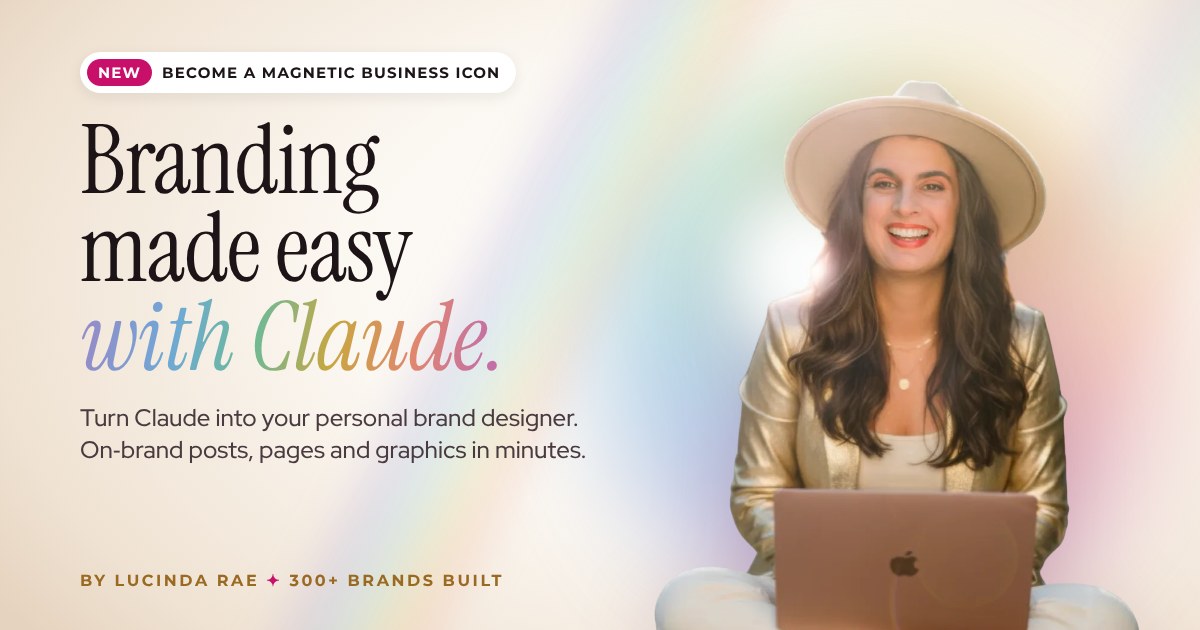 NEW BECOME A MAGNETIC BUSINESS ICON
Branding
made easy
with Claude.
Turn Claude into your personal brand designer.
On-brand posts, pages and graphics in minutes.
BY LUCINDA RAE ✦ 300+ BRANDS BUILT